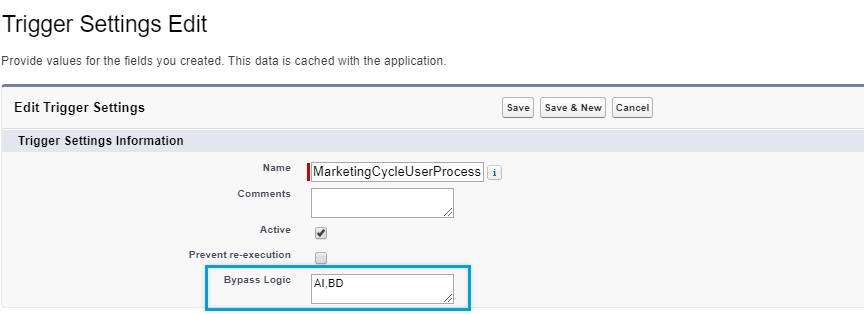 Trigger Settings Edit
Provide values for the fields you created. This data is cached with the application.
Edit Trigger Settings Save Save & New Cancel
Trigger Settings Information
Name MarketingCycleUserProcess i
Comments
Active
Prevent re-execution
Bypass Logic AI,BD